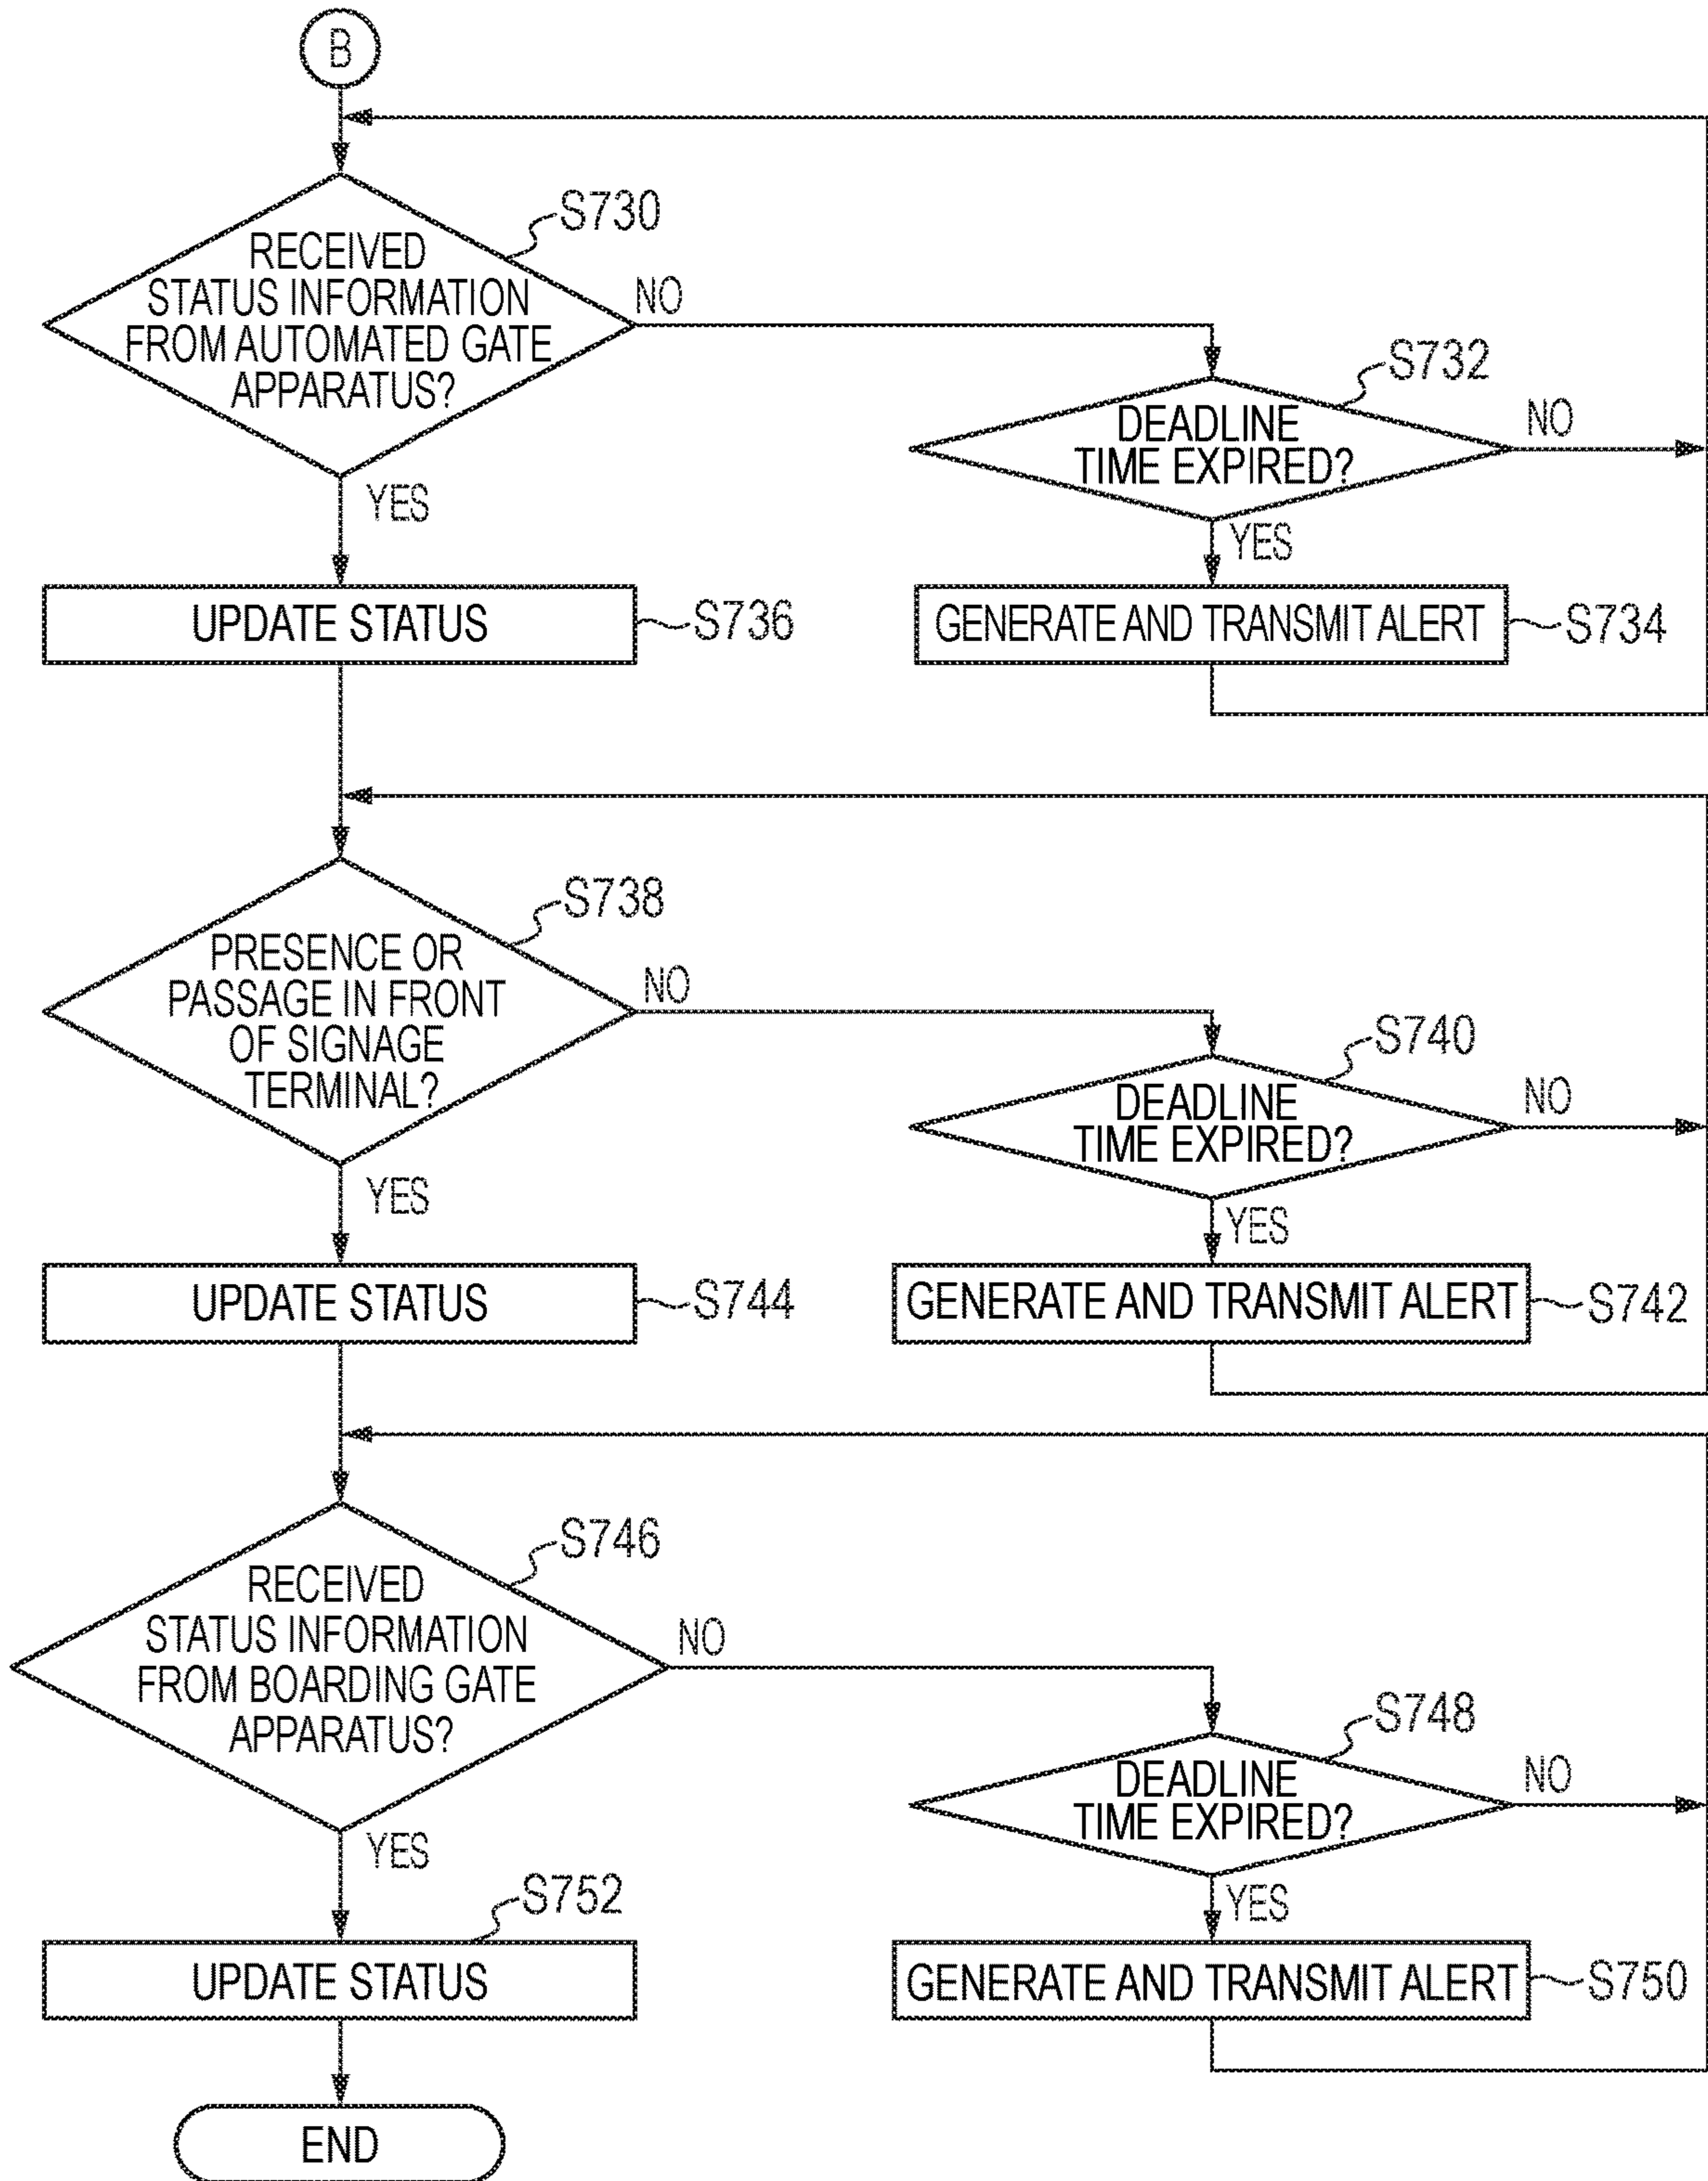 B
S730
RECEIVED
STATUS INFORMATION
FROM AUTOMATED GATE
APPARATUS?
NO
YES
S732
DEADLINE
TIME EXPIRED?
NO
YES
UPDATE STATUS
S736
GENERATE AND TRANSMIT ALERT
S734
S738
PRESENCE OR
PASSAGE IN FRONT
OF SIGNAGE
TERMINAL?
NO
YES
S740
DEADLINE
TIME EXPIRED?
NO
YES
UPDATE STATUS
S744
GENERATE AND TRANSMIT ALERT
S742
S746
RECEIVED
STATUS INFORMATION
FROM BOARDING GATE
APPARATUS?
NO
YES
S748
DEADLINE
TIME EXPIRED?
NO
YES
S752
UPDATE STATUS
GENERATE AND TRANSMIT ALERT
S750
END